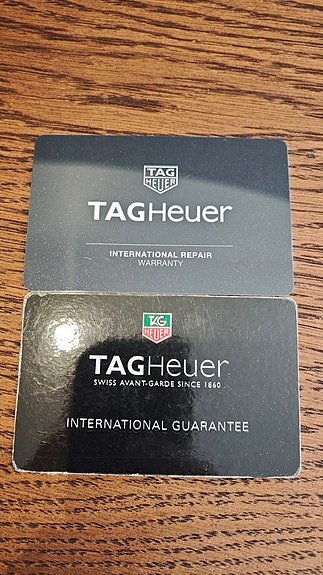 TAG
HEUER
TAGHeuer
INTERNATIONAL REPAIR
WARRANTY
TAG
HEUER
TAGHeuer
SWISS AVANT-GARDE SINCE 1860
INTERNATIONAL GUARANTEE